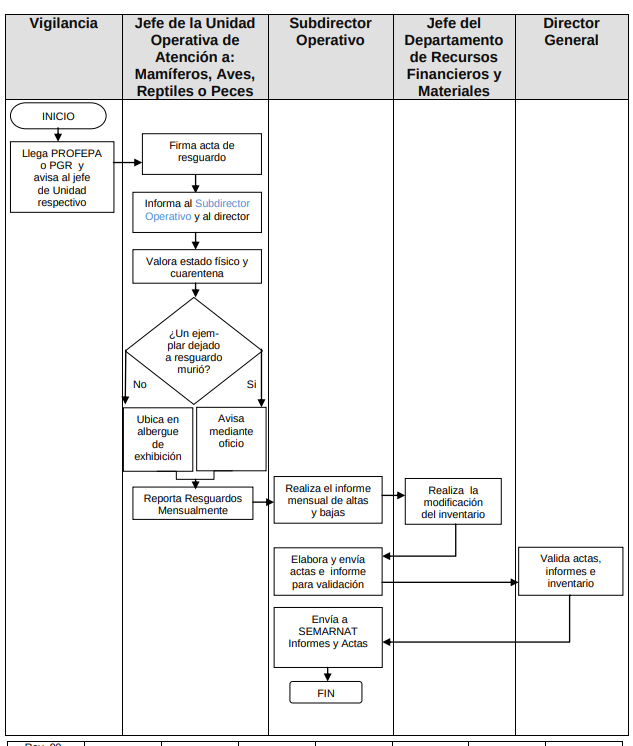 Vigilancia
Jefe de la Unidad
Operativa de
Atención a:
Mamíferos, Aves,
Reptiles o Peces
Subdirector
Operativo
Jefe del
Departamento
de Recursos
Financieros y
Materiales
Director
General
INICIO
Llega PROFEPA
o PGR y
avisa al jefe
de Unidad
respectivo
Firma acta de
resguardo
Informa al Subdirector
Operativo y al director
Valora estado físico y
cuarentena
¿Un ejem-
plar dejado
a resguardo
murió?
No
Si
Ubica en
albergue
de
exhibición
Avisa
mediante
oficio
Reporta Resguardos
Mensualmente
Realiza el informe
mensual de altas
y bajas
Realiza la
modificación
del inventario
Elabora y envía
actas e informe
para validación
Valida actas,
informes e
inventario
Envía a
SEMARNAT
Informes y Actas
FIN